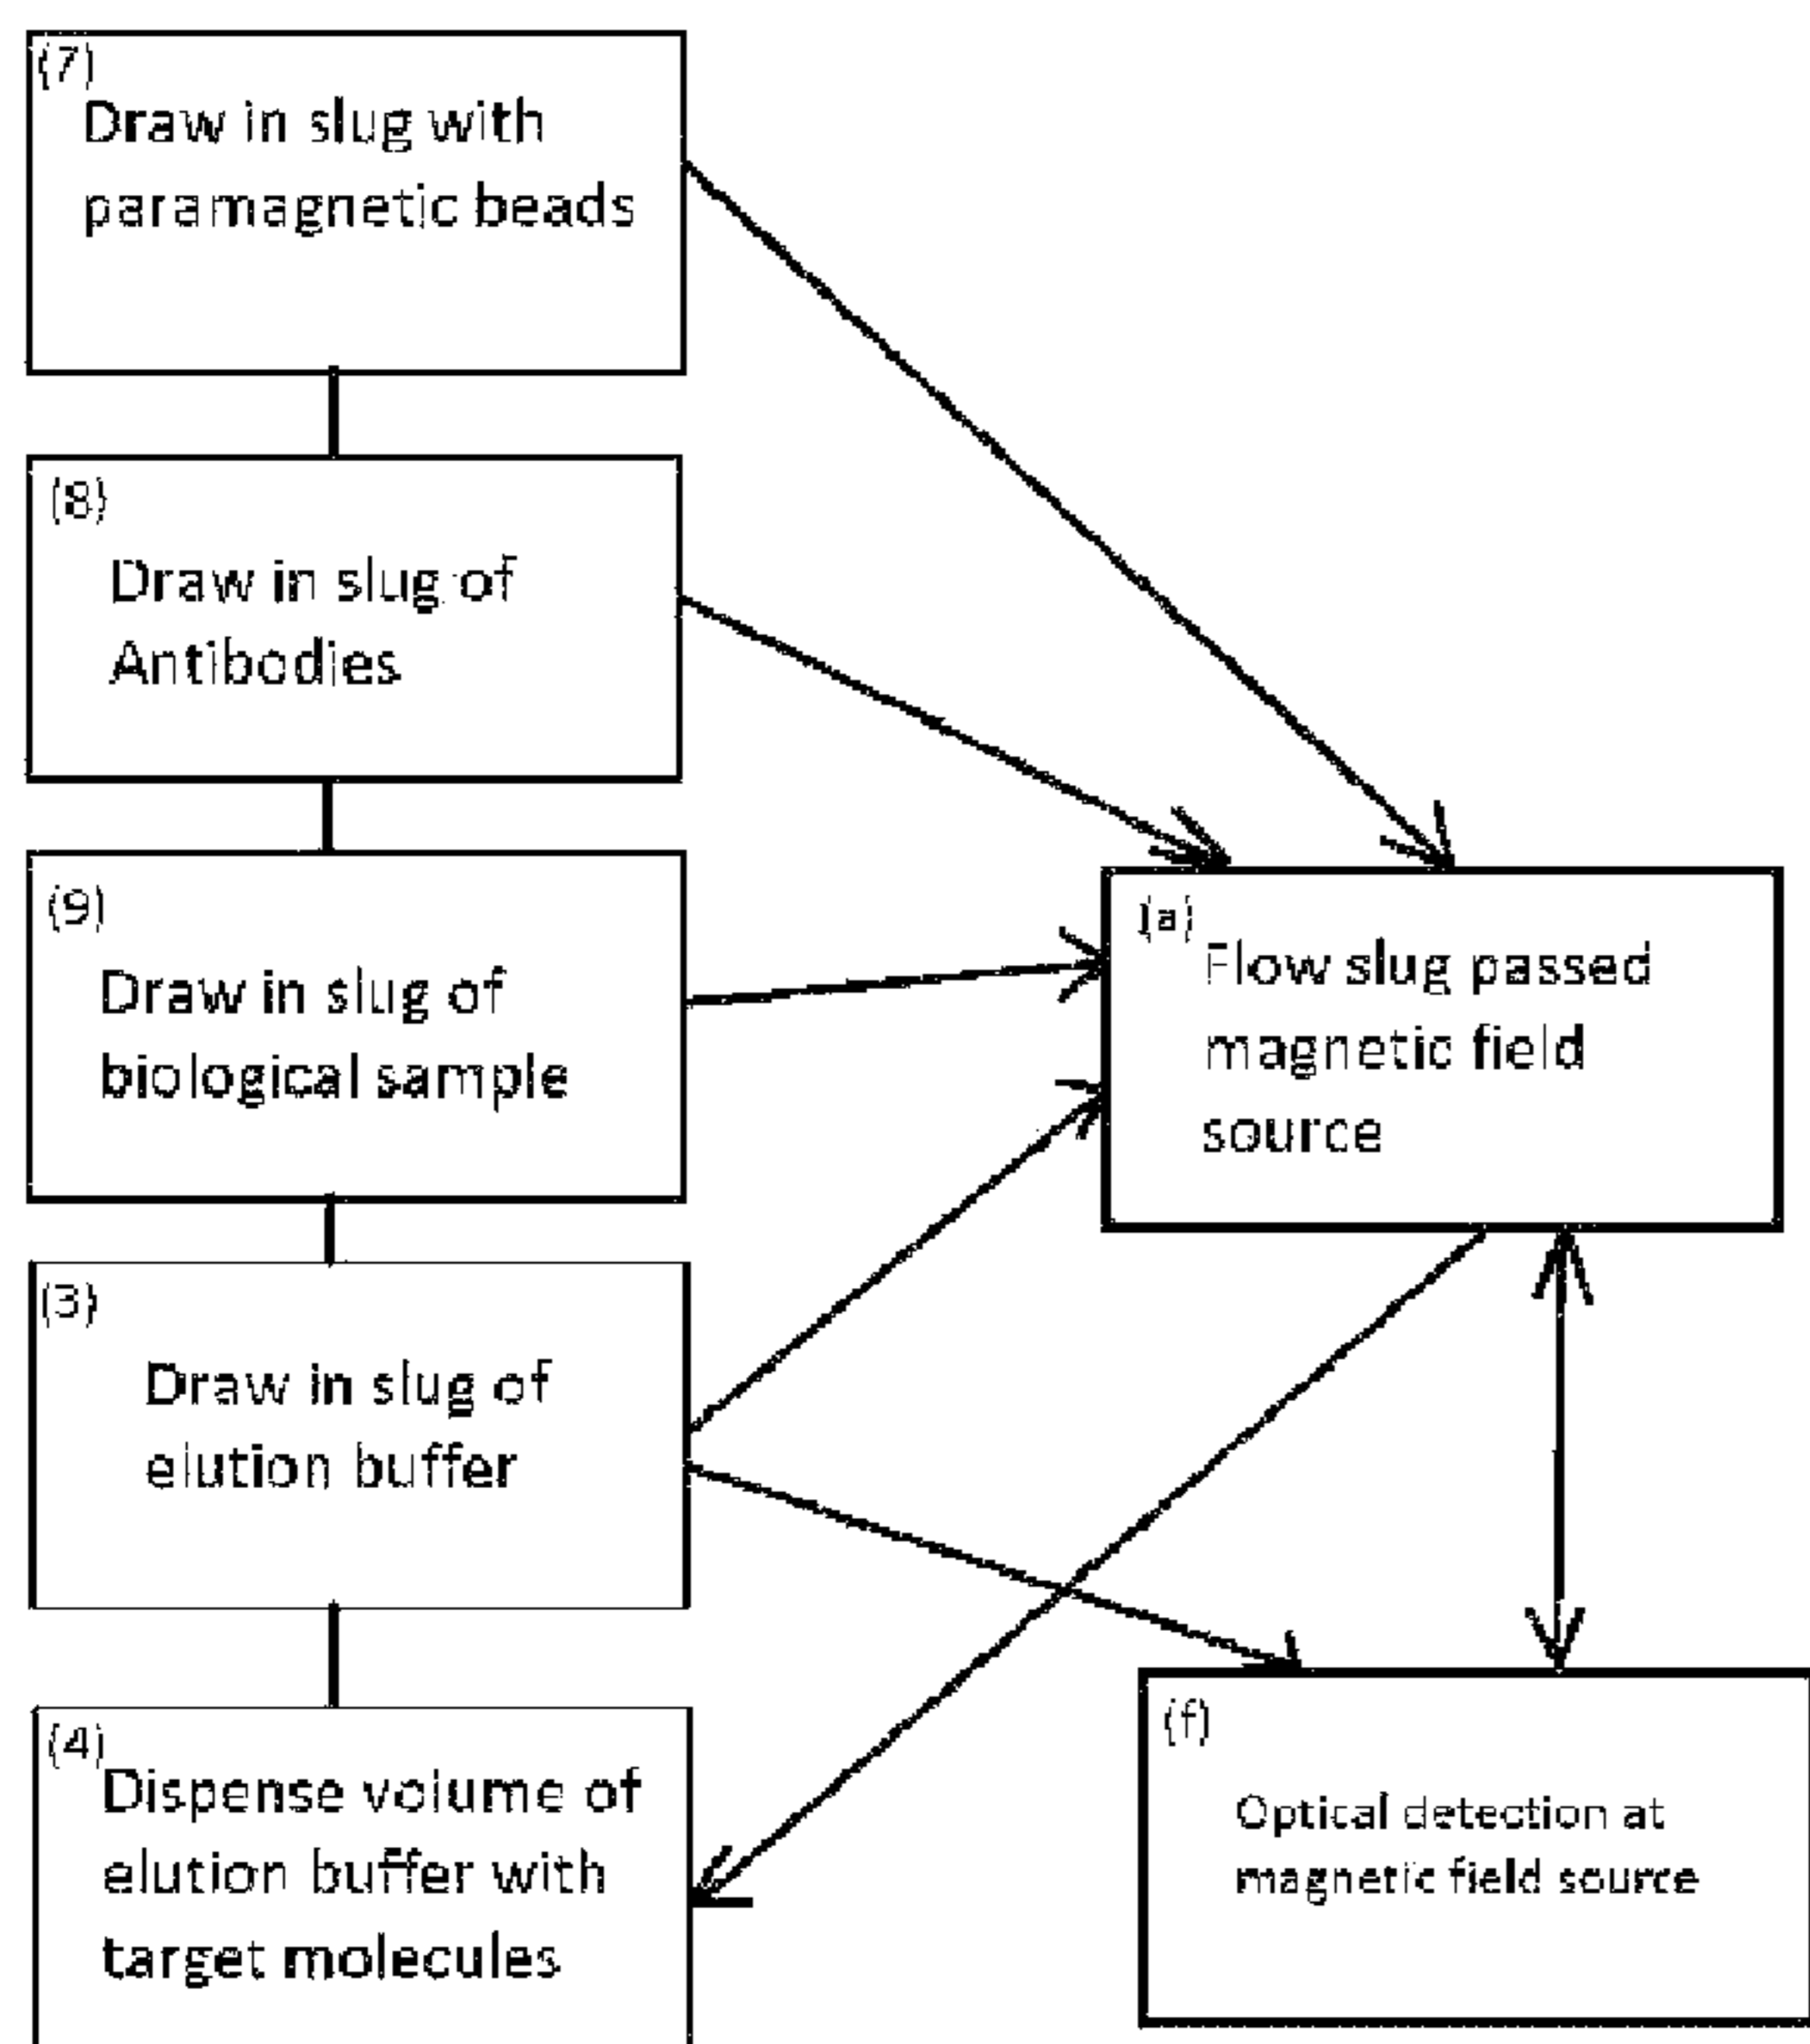 (7)
Draw in slug with
paramagnetic beads
(8)
Draw in slug of
Antibodies
(9)
Draw in slug of
biological sample
(a)
Flow slug passed
magnetic field
source
(3)
Draw in slug of
elution buffer
(4)
Dispense volume of
elution buffer with
target molecules
(f)
Optical detection at
magnetic field source